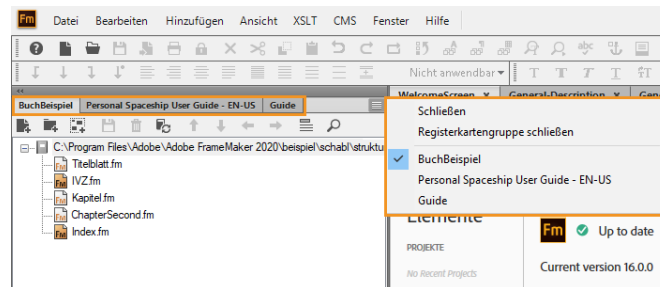 Fm Datei Bearbeiten Hinzufügen Ansicht XSLT CMS Fenster Hilfe
Nicht anwendbar
BuchBeispiel Personal Spaceship User Guide - EN-US Guide
WelcomeScreen x General-Description x
Schließen
Registerkartengruppe schließen
C:\Program Files\Adobe\Adobe FrameMaker 2020\beispiel\schabl\struktu
BuchBeispiel
Titelblatt.fm
Personal Spaceship User Guide - EN-US
IVZ.fm
Guide
Kapitel.fm
ChapterSecond.fm
Elemente
Index.fm
Fm Up to date
PROJEKTE
No Recent Projects
Current version 16.0.0